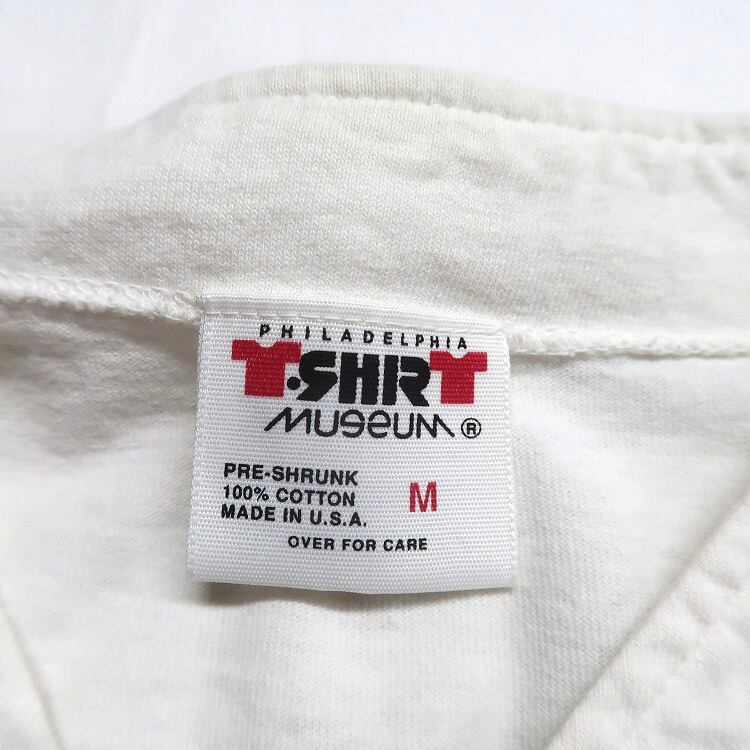 PHILADELPHIA
T-SHIRT
MUSEUM®
PRE-SHRUNK
100% COTTON
MADE IN U.S.A.
M
OVER FOR CARE